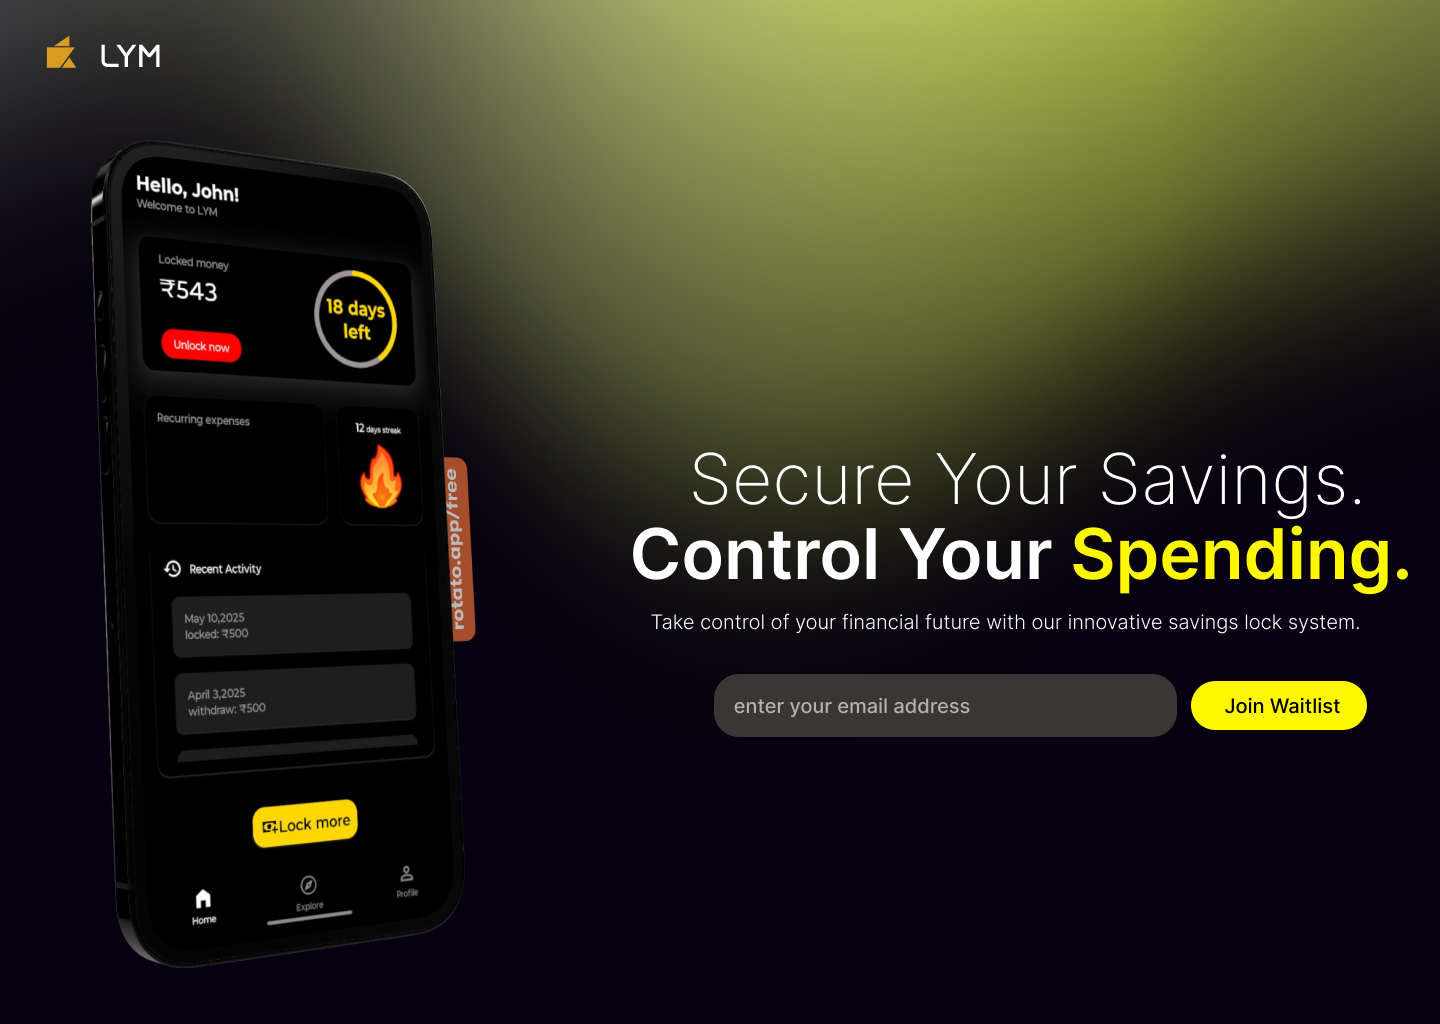 LYM
Hello, John!
Welcome to LYM
Locked money
₹543
18 days
left
Unlock now
Recurring expenses
12 days streak
rotato.app/free
Recent Activity
May 10,2025
locked: ₹500
April 3,2025
withdraw: ₹500
Lock more
Home
Explore
Profile
Secure Your Savings.
Control Your Spending.
Take control of your financial future with our innovative savings lock system.
enter your email address
Join Waitlist